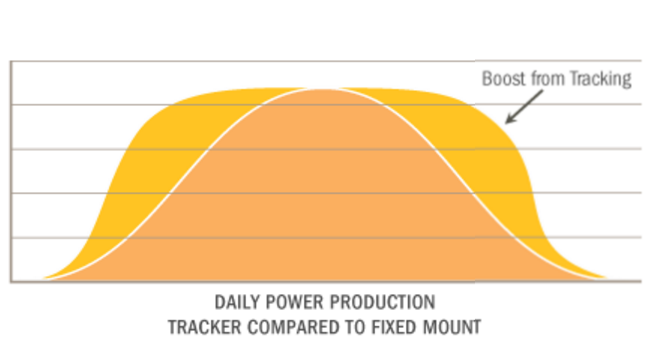 Boost from Tracking
DAILY POWER PRODUCTION
TRACKER COMPARED TO FIXED MOUNT